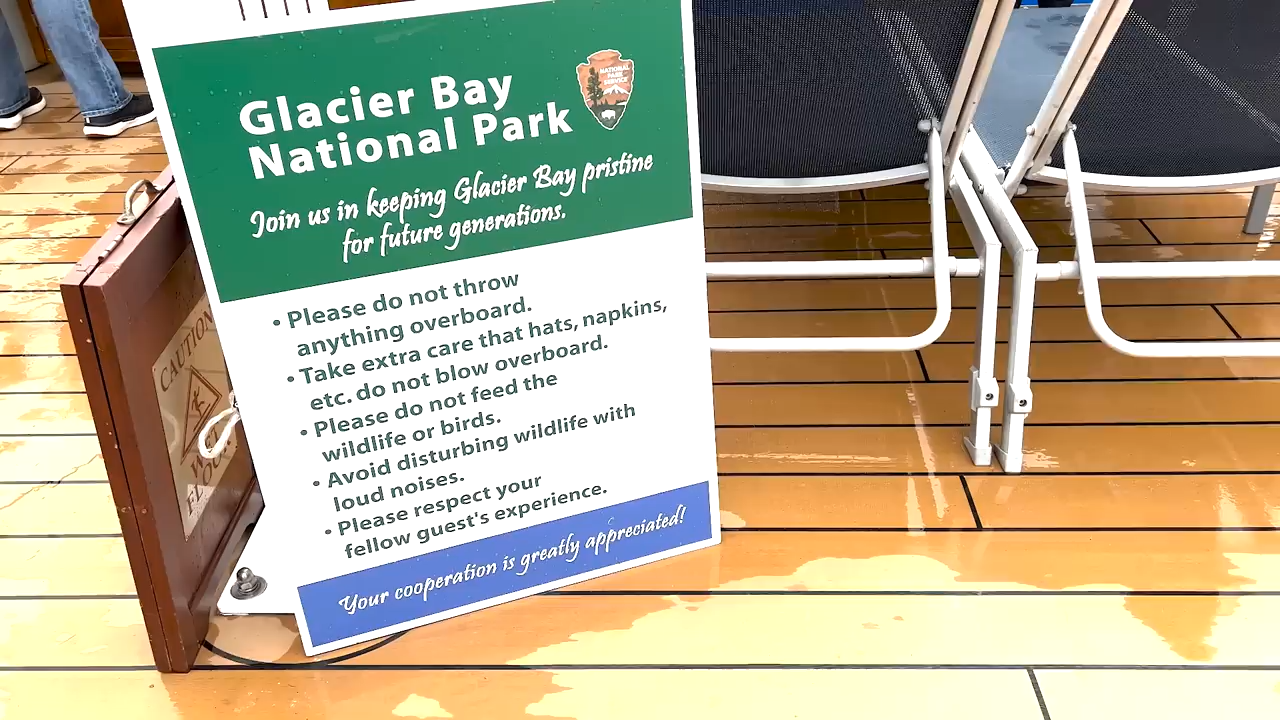 Glacier Bay
National Park
NATIONAL
PARK
SERVICE
Join us in keeping Glacier Bay pristine
for future generations.
• Please do not throw
anything overboard.
• Take extra care that hats, napkins,
etc. do not blow overboard.
• Please do not feed the
wildlife or birds.
• Avoid disturbing wildlife with
loud noises.
• Please respect your
fellow guest's experience.
Your cooperation is greatly appreciated!
CAUTION